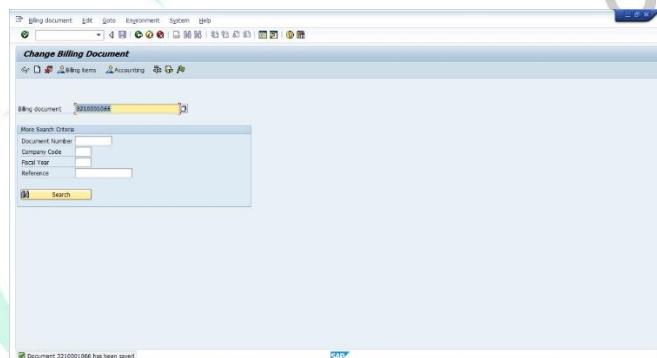 Billing document Edit Goto Environment System Help
Change Billing Document
Billing items Accounting
Billing document 3210001066
More Search Criteria
Document Number
Company Code
Fiscal Year
Reference
Search
Document 3210001066 has been saved
SAP